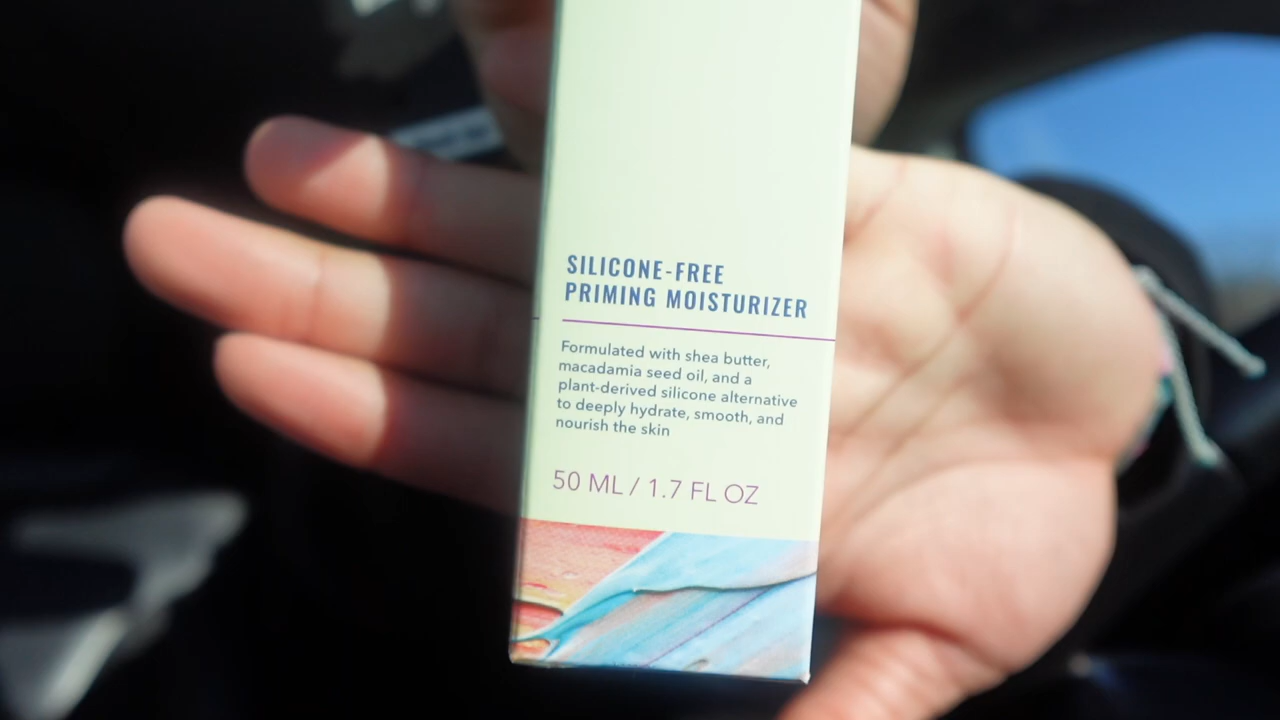 SILICONE-FREE
PRIMING MOISTURIZER
Formulated with shea butter,
macadamia seed oil, and a
plant-derived silicone alternative
to deeply hydrate, smooth, and
nourish the skin
50 ML / 1.7 FL OZ